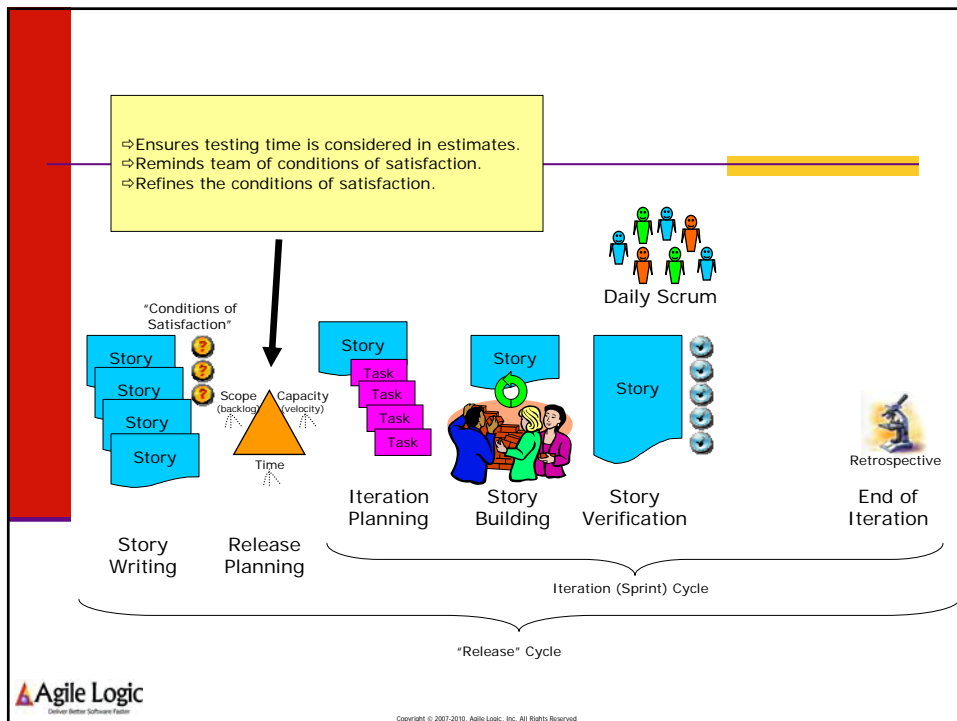 ⇨Ensures testing time is considered in estimates.
⇨Reminds team of conditions of satisfaction.
⇨Refines the conditions of satisfaction.
Daily Scrum
"Conditions of
Satisfaction"
Story
Story
Story
Story
?
?
?
Scope
(backlog)
Capacity
(velocity)
Time
Story
Task
Task
Task
Task
Story
Story
Retrospective
Story
Writing
Release
Planning
Iteration
Planning
Story
Building
Story
Verification
End of
Iteration
Iteration (Sprint) Cycle
"Release" Cycle
Agile Logic
Deliver Better Software Faster
Copyright © 2007-2010, Agile Logic, Inc. All Rights Reserved